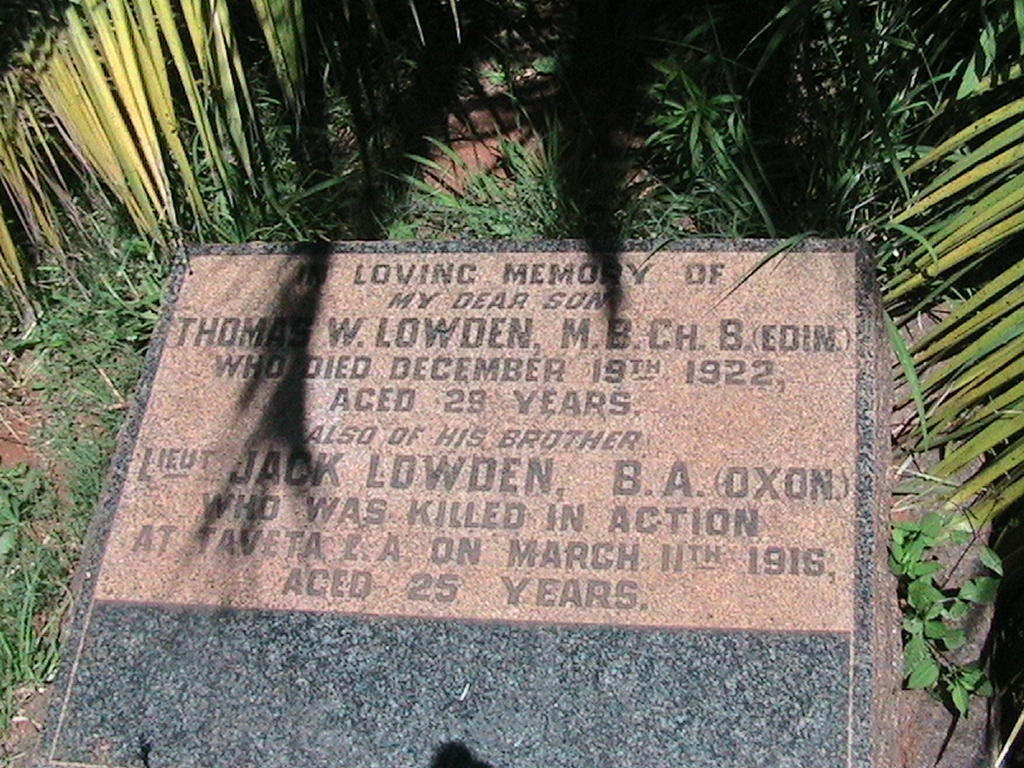 IN LOVING MEMORY OF
MY DEAR SON
THOMAS W. LOWDEN, M.B. CH. B. (EDIN.)
WHO DIED DECEMBER 19TH 1922,
AGED 29 YEARS.
ALSO OF HIS BROTHER
LIEUT JACK LOWDEN, B.A. (OXON.)
WHO WAS KILLED IN ACTION
AT TAVETA E.A. ON MARCH 11TH 1916,
AGED 25 YEARS.